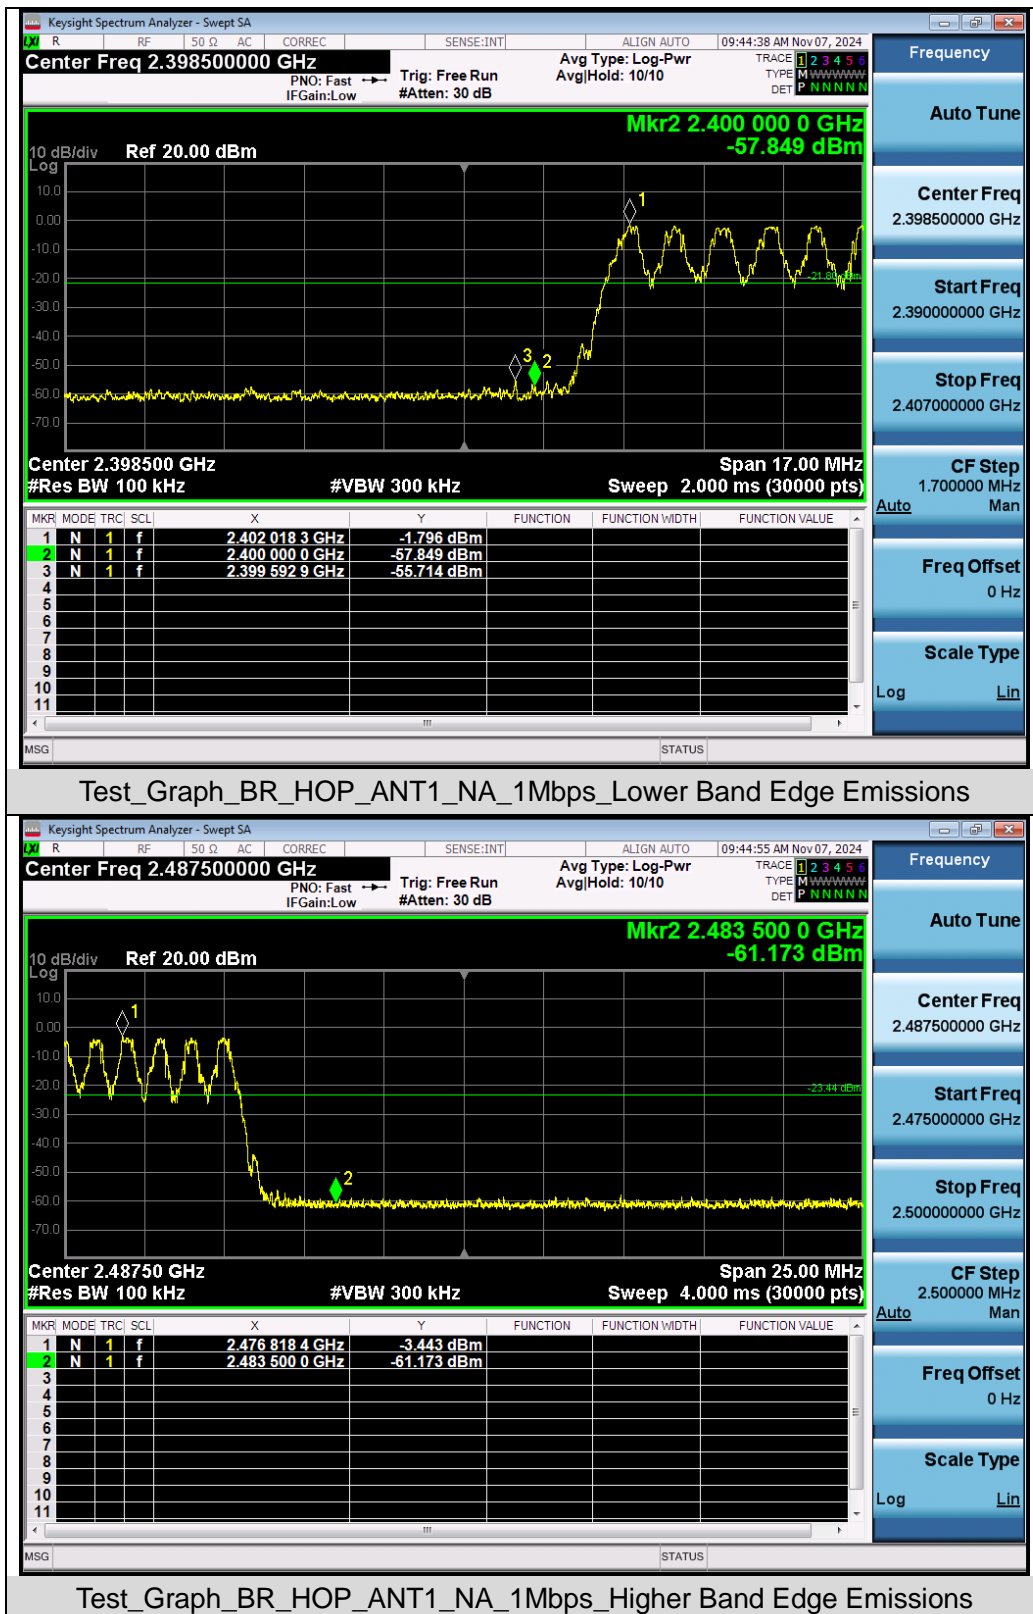 Keysight Spectrum Analyzer - Swept SA
LXI R RF 50 Ω AC CORREC SENSE:INT ALIGN AUTO 09:44:38 AM Nov 07, 2024
Center Freq 2.398500000 GHz
PNO: Fast
IFGain:Low
Trig: Free Run
#Atten: 30 dB
Avg Type: Log-Pwr
Avg|Hold: 10/10
TRACE 1 2 3 4 5 6
TYPE M WWWWW
DET P N N N N N
Mkr2 2.400 000 0 GHz
-57.849 dBm
10 dB/div Ref 20.00 dBm
Log
10.0
0.00
-10.0
-20.0
-30.0
-40.0
-50.0
-60.0
-70.0
1
3 2
Center 2.398500 GHz Span 17.00 MHz
#Res BW 100 kHz #VBW 300 kHz Sweep 2.000 ms (30000 pts)
MKR MODE TRC SCL X Y FUNCTION FUNCTION WIDTH FUNCTION VALUE
1 N 1 f 2.402 018 3 GHz -1.796 dBm
2 N 1 f 2.400 000 0 GHz -57.849 dBm
3 N 1 f 2.399 592 9 GHz -55.714 dBm
4
5
6
7
8
9
10
11
MSG STATUS
Frequency
Auto Tune
Center Freq
2.398500000 GHz
Start Freq
2.390000000 GHz
Stop Freq
2.407000000 GHz
CF Step
1.700000 MHz
Auto Man
Freq Offset
0 Hz
Scale Type
Log Lin
Test_Graph_BR_HOP_ANT1_NA_1Mbps_Lower Band Edge Emissions
Keysight Spectrum Analyzer - Swept SA
LXI R RF 50 Ω AC CORREC SENSE:INT ALIGN AUTO 09:44:55 AM Nov 07, 2024
Center Freq 2.487500000 GHz
PNO: Fast
IFGain:Low
Trig: Free Run
#Atten: 30 dB
Avg Type: Log-Pwr
Avg|Hold: 10/10
TRACE 1 2 3 4 5 6
TYPE M WWWWW
DET P N N N N N
Mkr2 2.483 500 0 GHz
-61.173 dBm
10 dB/div Ref 20.00 dBm
Log
10.0
0.00
-10.0
-20.0
-30.0
-40.0
-50.0
-60.0
-70.0
1
-23.44 dBm
2
Center 2.48750 GHz Span 25.00 MHz
#Res BW 100 kHz #VBW 300 kHz Sweep 4.000 ms (30000 pts)
MKR MODE TRC SCL X Y FUNCTION FUNCTION WIDTH FUNCTION VALUE
1 N 1 f 2.476 818 4 GHz -3.443 dBm
2 N 1 f 2.483 500 0 GHz -61.173 dBm
3
4
5
6
7
8
9
10
11
MSG STATUS
Frequency
Auto Tune
Center Freq
2.487500000 GHz
Start Freq
2.475000000 GHz
Stop Freq
2.500000000 GHz
CF Step
2.500000 MHz
Auto Man
Freq Offset
0 Hz
Scale Type
Log Lin
Test_Graph_BR_HOP_ANT1_NA_1Mbps_Higher Band Edge Emissions